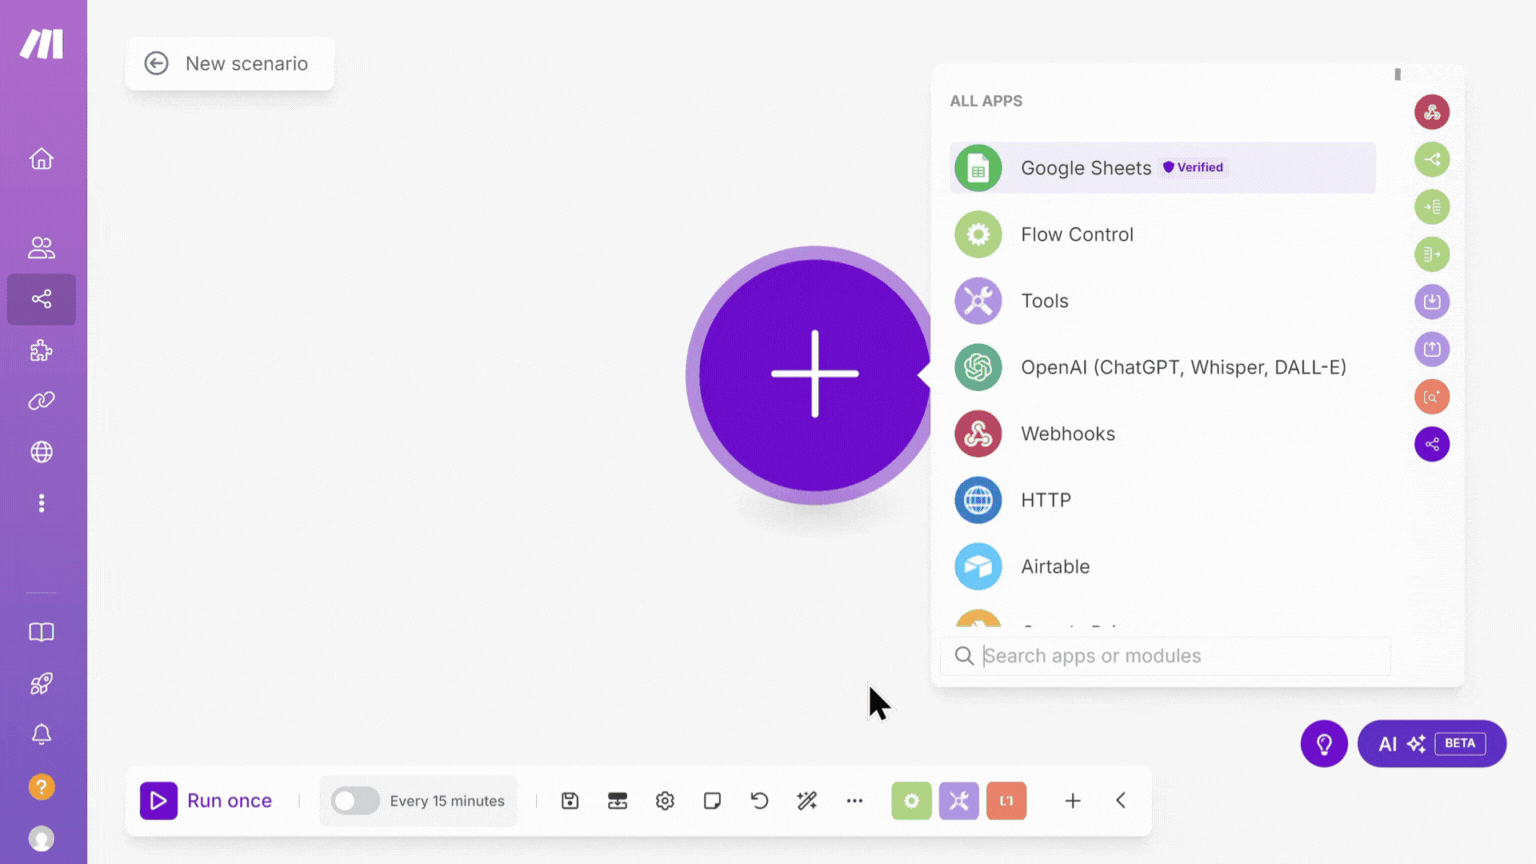 New scenario
ALL APPS
Google Sheets Verified
Flow Control
Tools
OpenAI (ChatGPT, Whisper, DALL-E)
Webhooks
HTTP
Airtable
Search apps or modules
?
AI BETA
Run once
Every 15 minutes